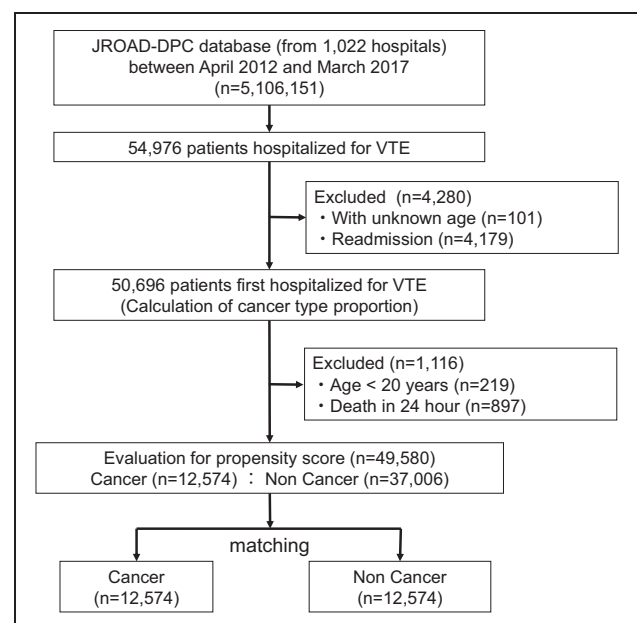 JROAD-DPC database (from 1,022 hospitals)
between April 2012 and March 2017
(n=5,106,151)
54,976 patients hospitalized for VTE
Excluded (n=4,280)
・With unknown age (n=101)
・Readmission (n=4,179)
50,696 patients first hospitalized for VTE
(Calculation of cancer type proportion)
Excluded (n=1,116)
・Age < 20 years (n=219)
・Death in 24 hour (n=897)
Evaluation for propensity score (n=49,580)
Cancer (n=12,574) : Non Cancer (n=37,006)
matching
Cancer
(n=12,574)
Non Cancer
(n=12,574)